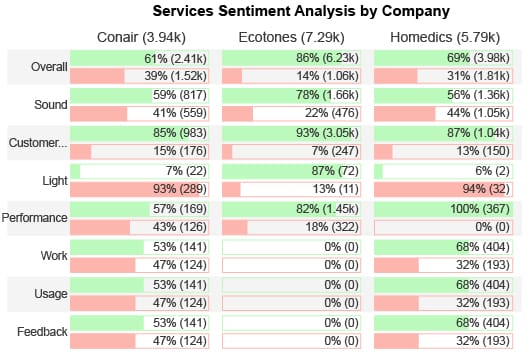 Services Sentiment Analysis by Company
Conair (3.94k) Ecotones (7.29k) Homedics (5.79k)
Overall 61% (2.41k) 86% (6.23k) 69% (3.98k)
39% (1.52k) 14% (1.06k) 31% (1.81k)
Sound 59% (817) 78% (1.66k) 56% (1.36k)
41% (559) 22% (476) 44% (1.05k)
Customer... 85% (983) 93% (3.05k) 87% (1.04k)
15% (176) 7% (247) 13% (150)
Light 7% (22) 87% (72) 6% (2)
93% (289) 13% (11) 94% (32)
Performance 57% (169) 82% (1.45k) 100% (367)
43% (126) 18% (322) 0% (0)
Work 53% (141) 0% (0) 68% (404)
47% (124) 0% (0) 32% (193)
Usage 53% (141) 0% (0) 68% (404)
47% (124) 0% (0) 32% (193)
Feedback 53% (141) 0% (0) 68% (404)
47% (124) 0% (0) 32% (193)